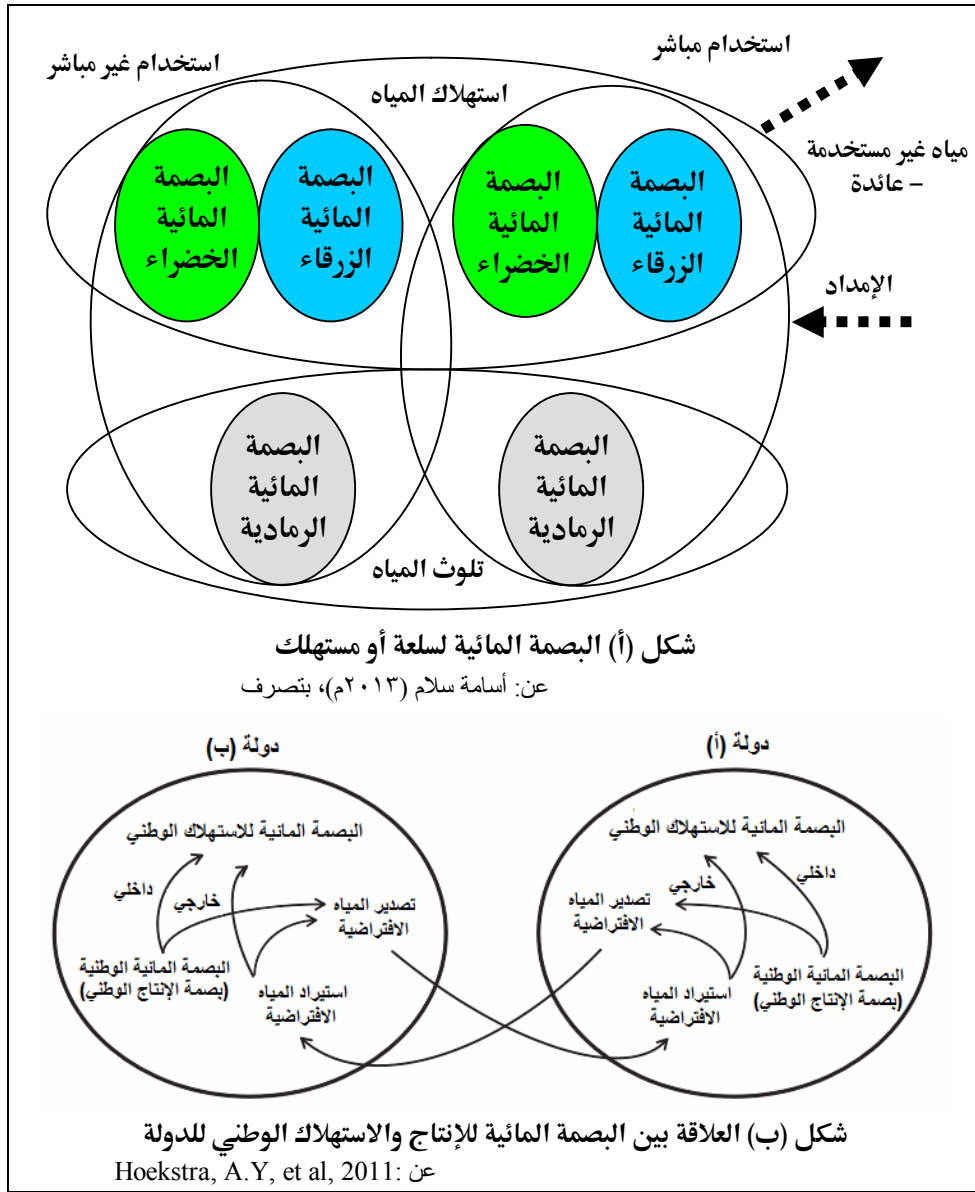 استخدام مباشر
استخدام غير مباشر
استهلاك المياه
مياه غير مستخدمة
– عائدة
البصمة
المائية
الزرقاء
البصمة
المائية
الخضراء
البصمة
المائية
الزرقاء
البصمة
المائية
الخضراء
الإمداد
البصمة
المائية
الرمادية
البصمة
المائية
الرمادية
تلوث المياه
شكل (أ) البصمة المائية لسلعة أو مستهلك
عن: أسامة سلام (٢٠١٣م)، بتصرف
دولة (أ)
البصمة المائية للاستهلاك الوطني
داخلي
خارجي
تصدير المياه
الافتراضية
البصمة المائية الوطنية
(بصمة الإنتاج الوطني)
استيراد المياه
الافتراضية
دولة (ب)
البصمة المائية للاستهلاك الوطني
داخلي
خارجي
تصدير المياه
الافتراضية
البصمة المائية الوطنية
(بصمة الإنتاج الوطني)
استيراد المياه
الافتراضية
شكل (ب) العلاقة بين البصمة المائية للإنتاج والاستهلاك الوطني للدولة
عن: Hoekstra, A.Y, et al, 2011